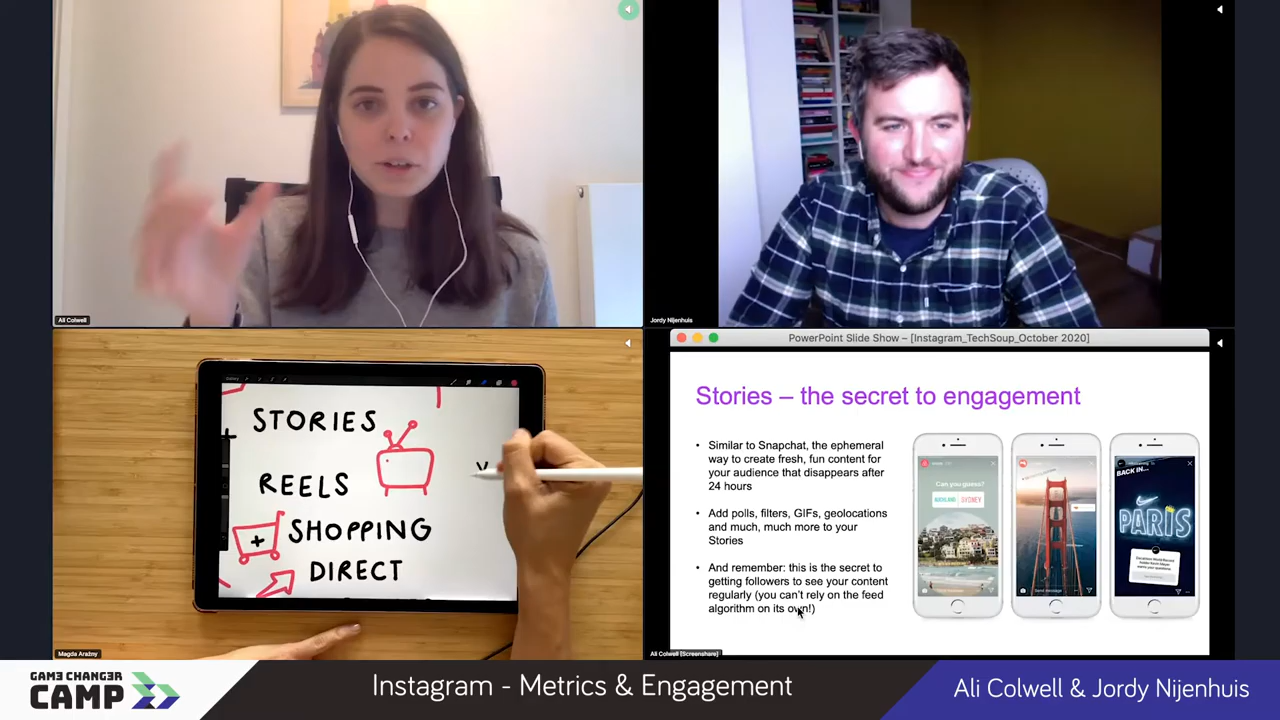 Ali Colwell
Jordy Nijenhuis
STORIES
REELS
SHOPPING
DIRECT
Magda Arażny
PowerPoint Slide Show – [Instagram_TechSoup_October 2020]
Stories – the secret to engagement
• Similar to Snapchat, the ephemeral
way to create fresh, fun content for
your audience that disappears after
24 hours
• Add polls, filters, GIFs, geolocations
and much, much more to your
Stories
• And remember: this is the secret to
getting followers to see your content
regularly (you can't rely on the feed
algorithm on its own!)
Can you guess?
AUCKLAND SYDNEY
BACK IN...
PARIS
Ali Colwell [Screenshare]
GAME CHANGER
CAMP
Instagram - Metrics & Engagement
Ali Colwell & Jordy Nijenhuis